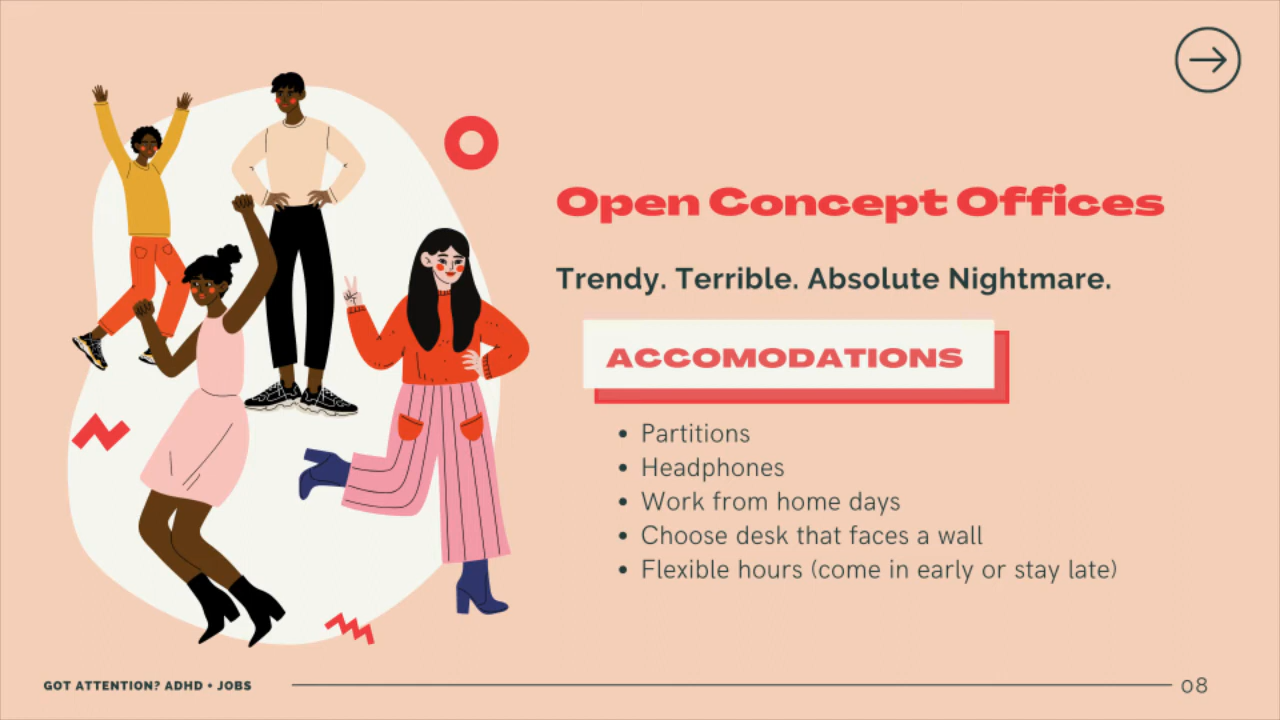 Open Concept Offices
Trendy. Terrible. Absolute Nightmare.
ACCOMODATIONS
• Partitions
• Headphones
• Work from home days
• Choose desk that faces a wall
• Flexible hours (come in early or stay late)
GOT ATTENTION? ADHD • JOBS
08